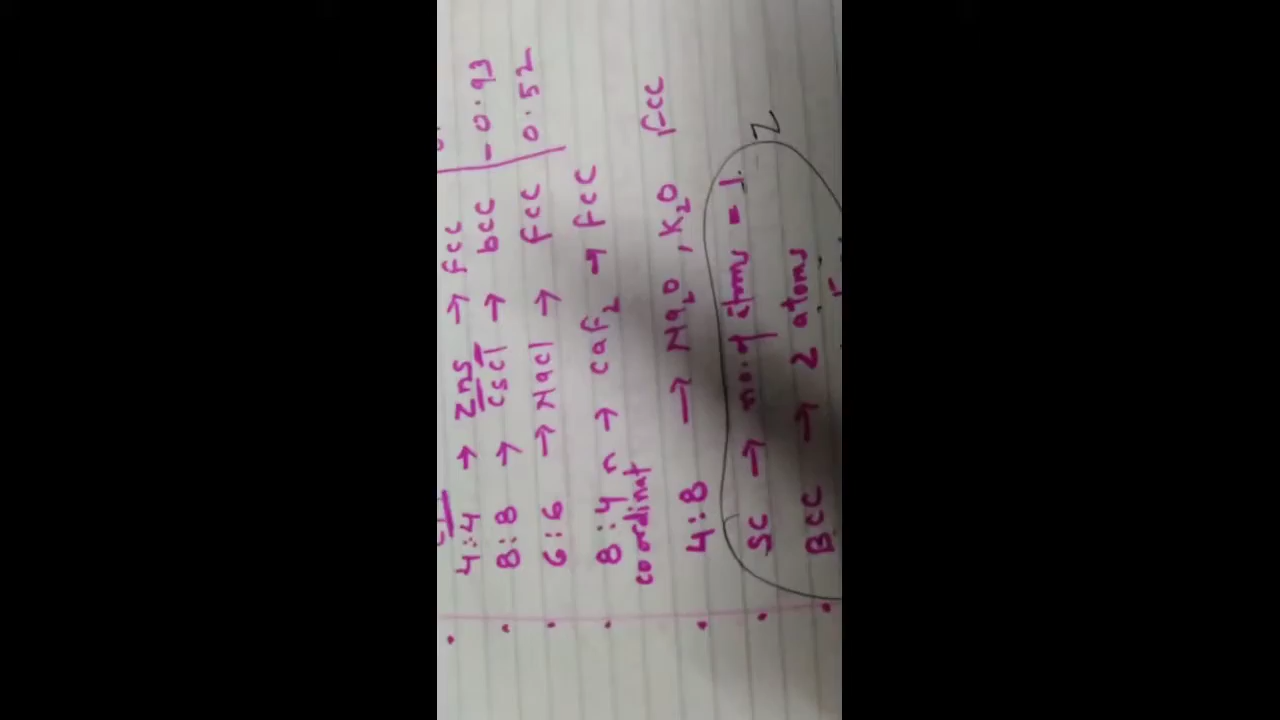 4:4 → Zns → fcc
8:8 → cscl → bcc - 0.93
6:6 → Nacl → fcc 0.52
8:4 → caf2 → fcc
coordinat
4:8 → Na2O, K2O Fcc
SC → no. of atoms = 1. Z
BCC → 2 atoms